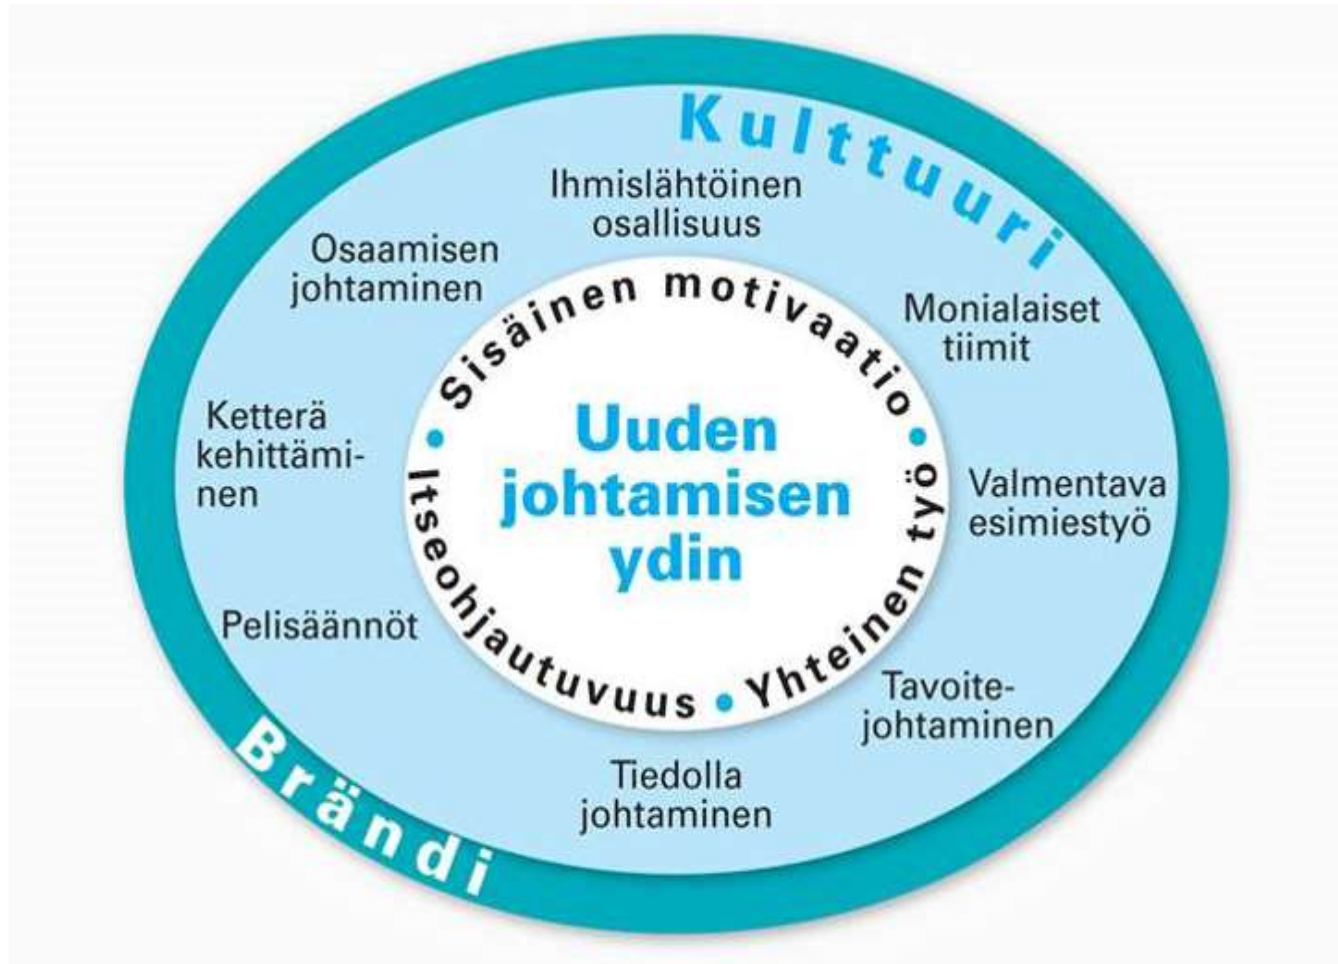 Kulttuuri
Ihmislähtöinen
osallisuus
Osaamisen
johtaminen
Monialaiset
tiimit
Ketterä
kehittämi-
nen
Valmentava
esimiestyö
Pelisäännöt
Tavoite-
johtaminen
Tiedolla
johtaminen
Sisäinen motivaatio
Yhteinen työ
Itseohjautuvuus
Uuden
johtamisen
ydin
Brändi